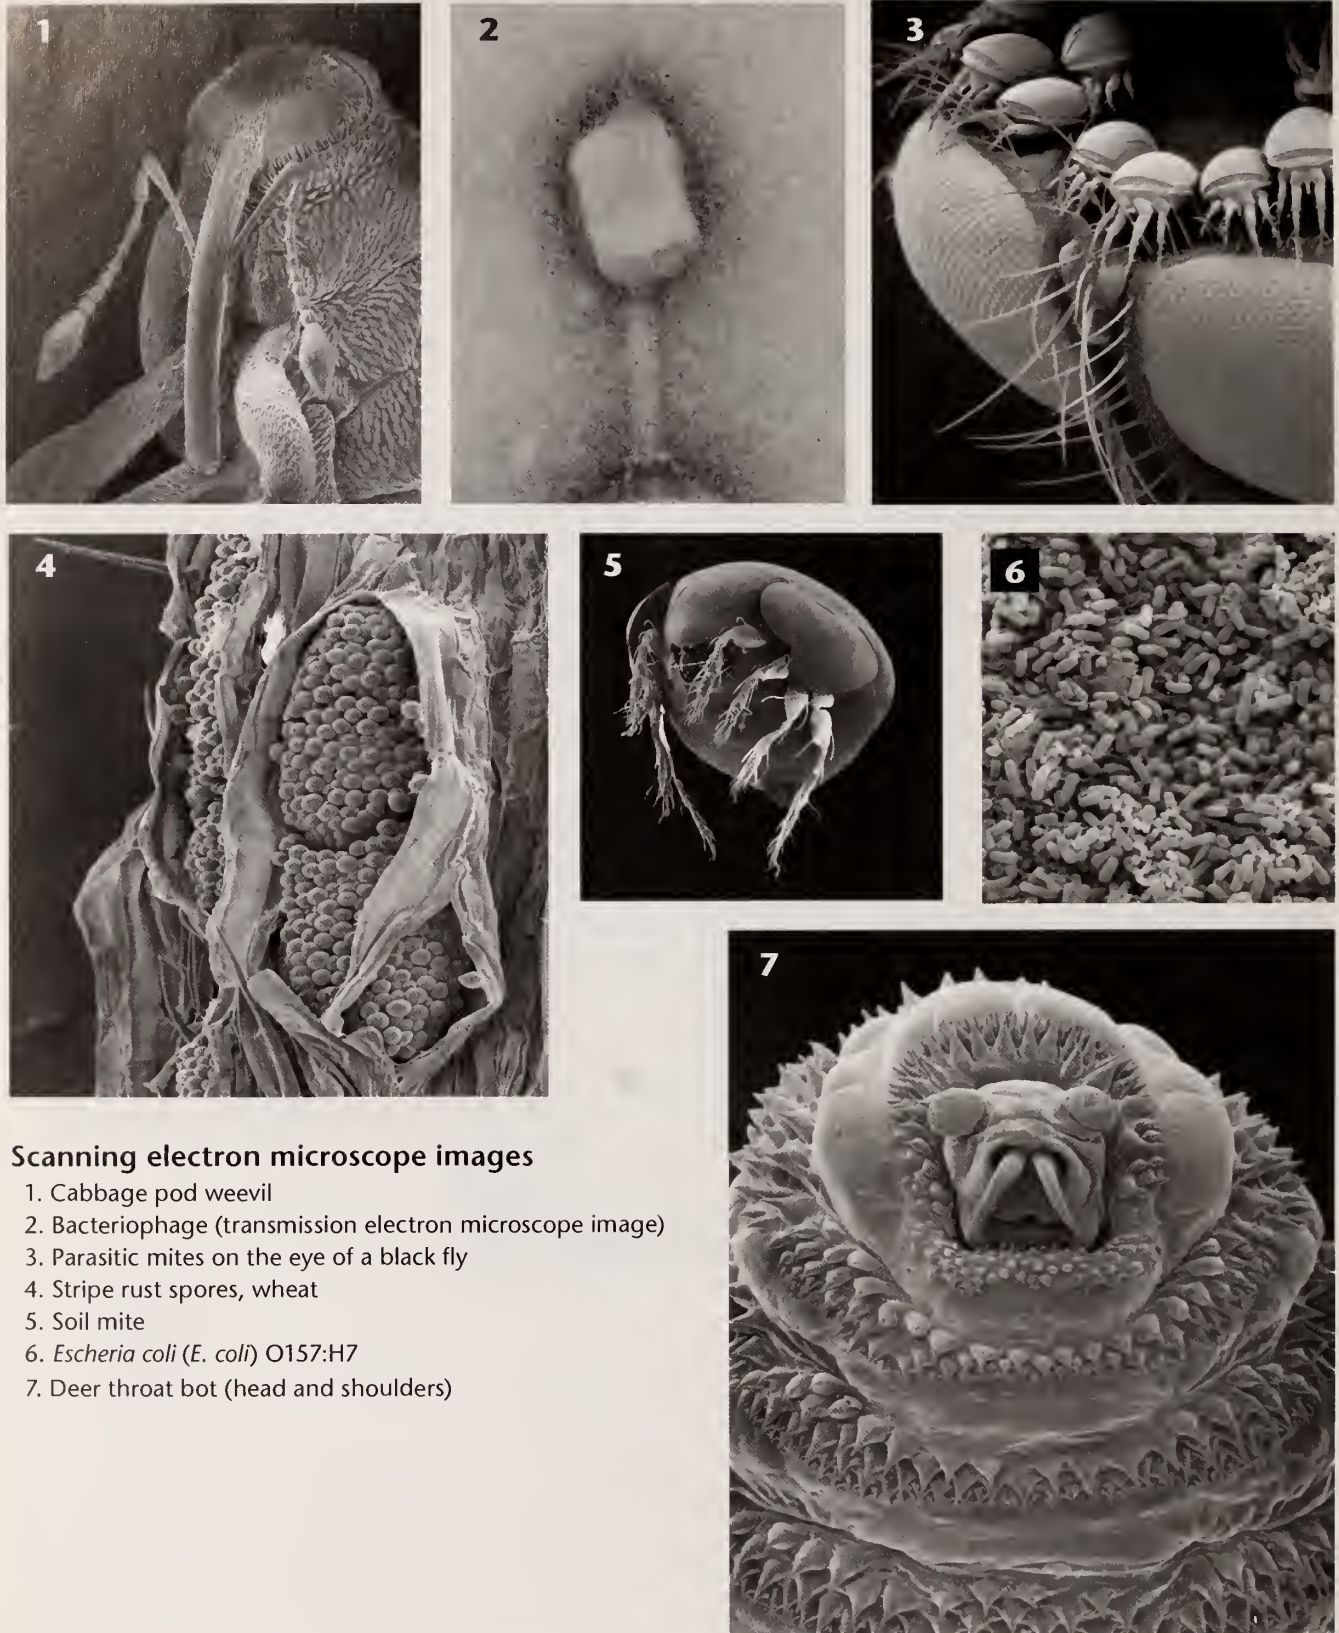 1
2
3
4
5
6
7
Scanning electron microscope images
1. Cabbage pod weevil
2. Bacteriophage (transmission electron microscope image)
3. Parasitic mites on the eye of a black fly
4. Stripe rust spores, wheat
5. Soil mite
6. Escheria coli (E. coli) O157:H7
7. Deer throat bot (head and shoulders)